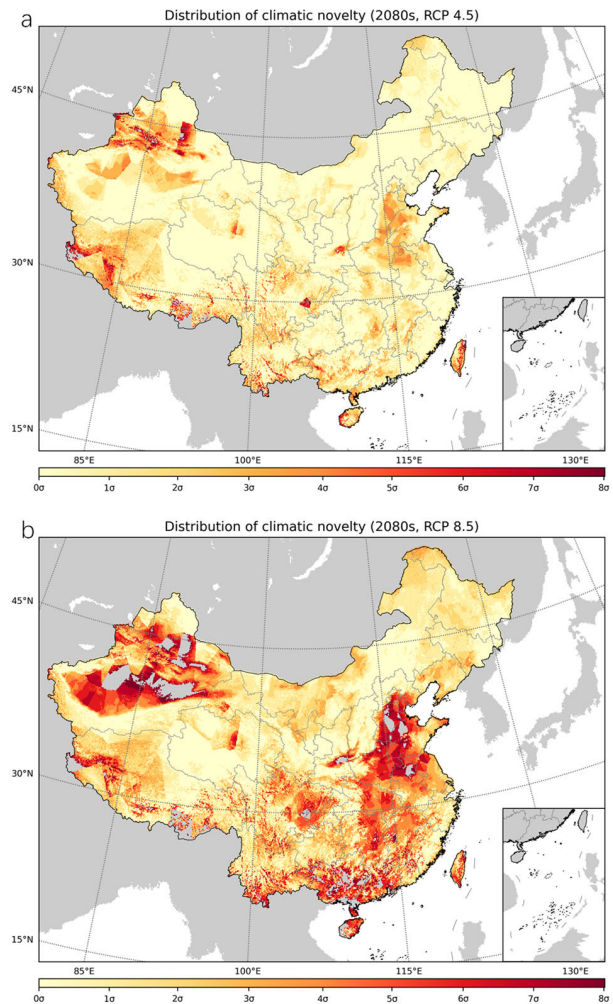 a
Distribution of climatic novelty (2080s, RCP 4.5)
45°N
30°N
15°N
85°E 100°E 115°E 130°E
0σ 1σ 2σ 3σ 4σ 5σ 6σ 7σ 8σ
b
Distribution of climatic novelty (2080s, RCP 8.5)
45°N
30°N
15°N
85°E 100°E 115°E 130°E
0σ 1σ 2σ 3σ 4σ 5σ 6σ 7σ 8σ